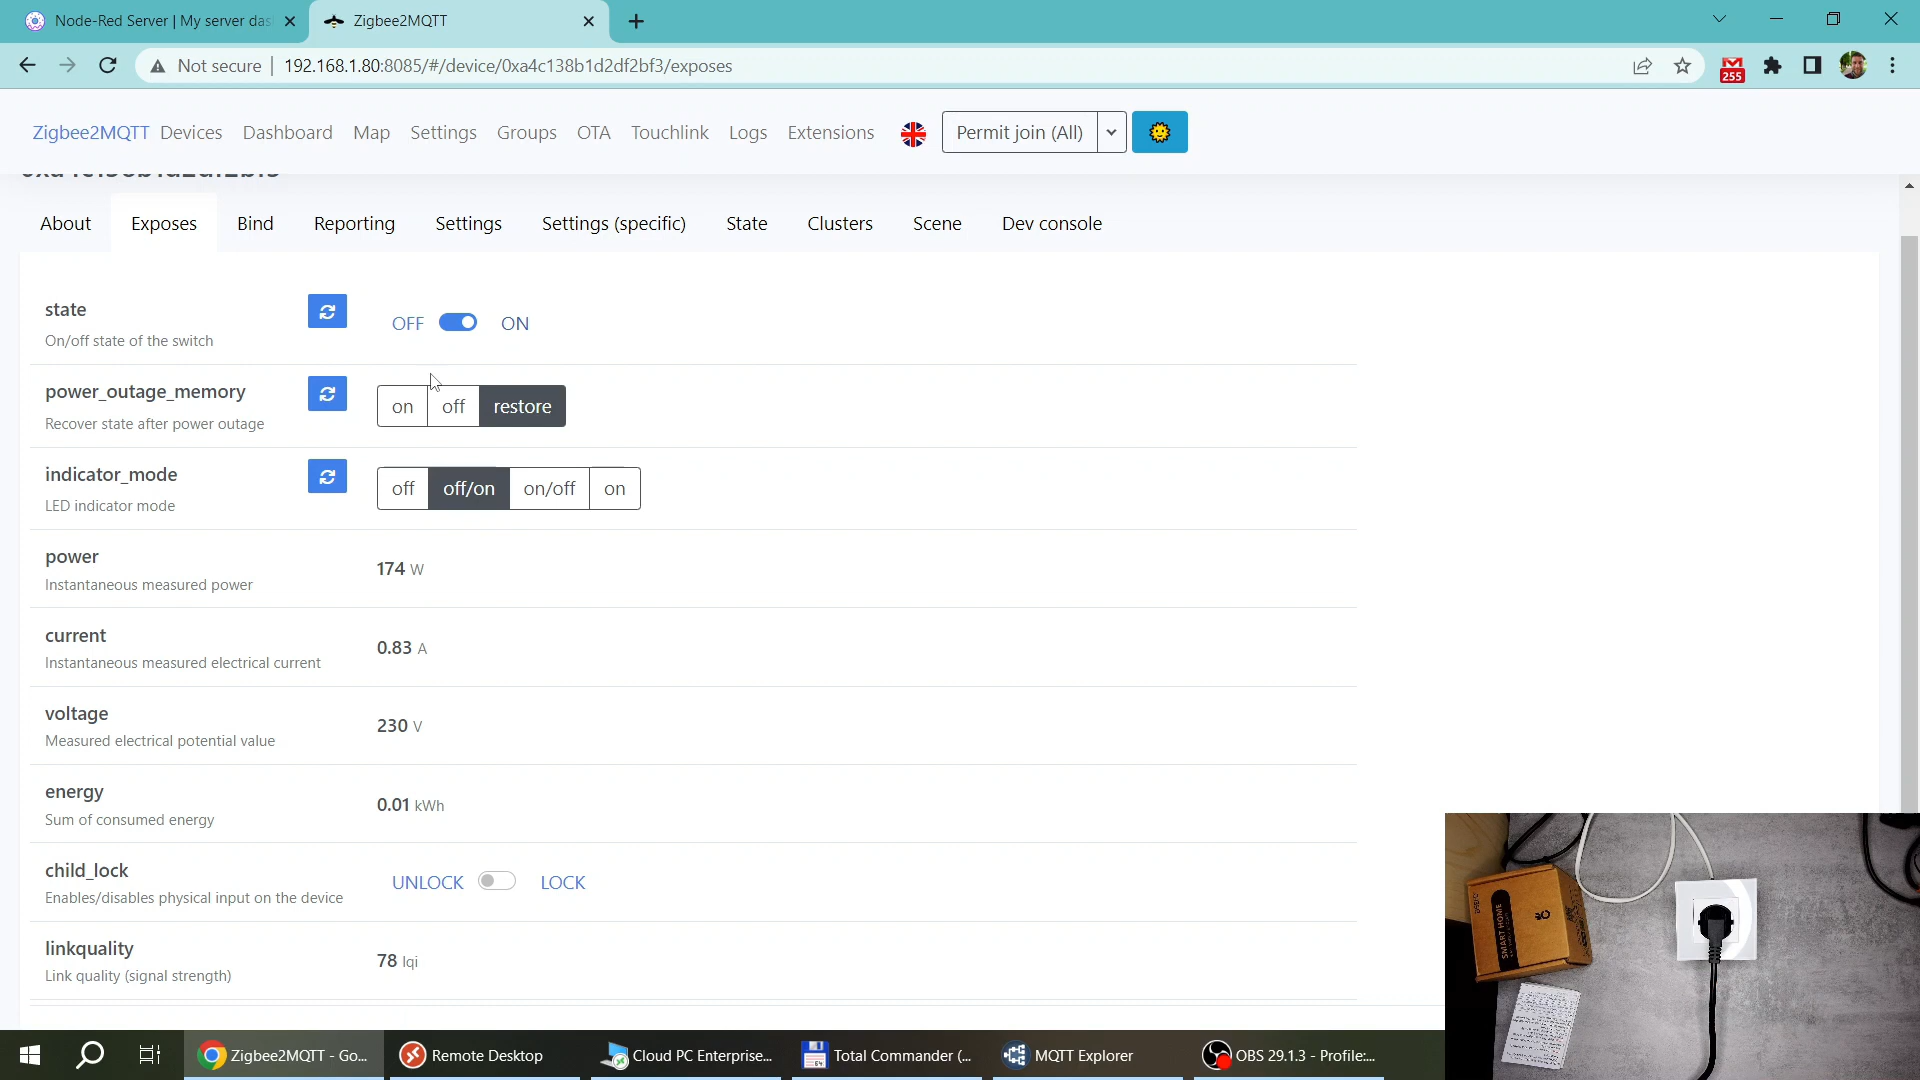 Node-Red Server | My server das
Zigbee2MQTT
Not secure
192.168.1.80:8085/#/device/0xa4c138b1d2df2bf3/exposes
255
Zigbee2MQTT Devices Dashboard Map Settings Groups OTA Touchlink Logs Extensions Permit join (All)
0xa4c138b1d2df2bf3
About Exposes Bind Reporting Settings Settings (specific) State Clusters Scene Dev console
state
OFF ON
On/off state of the switch
power_outage_memory
on off restore
Recover state after power outage
indicator_mode
off off/on on/off on
LED indicator mode
power
174 W
Instantaneous measured power
current
0.83 A
Instantaneous measured electrical current
voltage
230 V
Measured electrical potential value
energy
0.01 kWh
Sum of consumed energy
child_lock
UNLOCK LOCK
Enables/disables physical input on the device
linkquality
78 lqi
Link quality (signal strength)
SMART HOME
Zigbee2MQTT - Go... Remote Desktop Cloud PC Enterprise... Total Commander (... MQTT Explorer OBS 29.1.3 - Profile:...